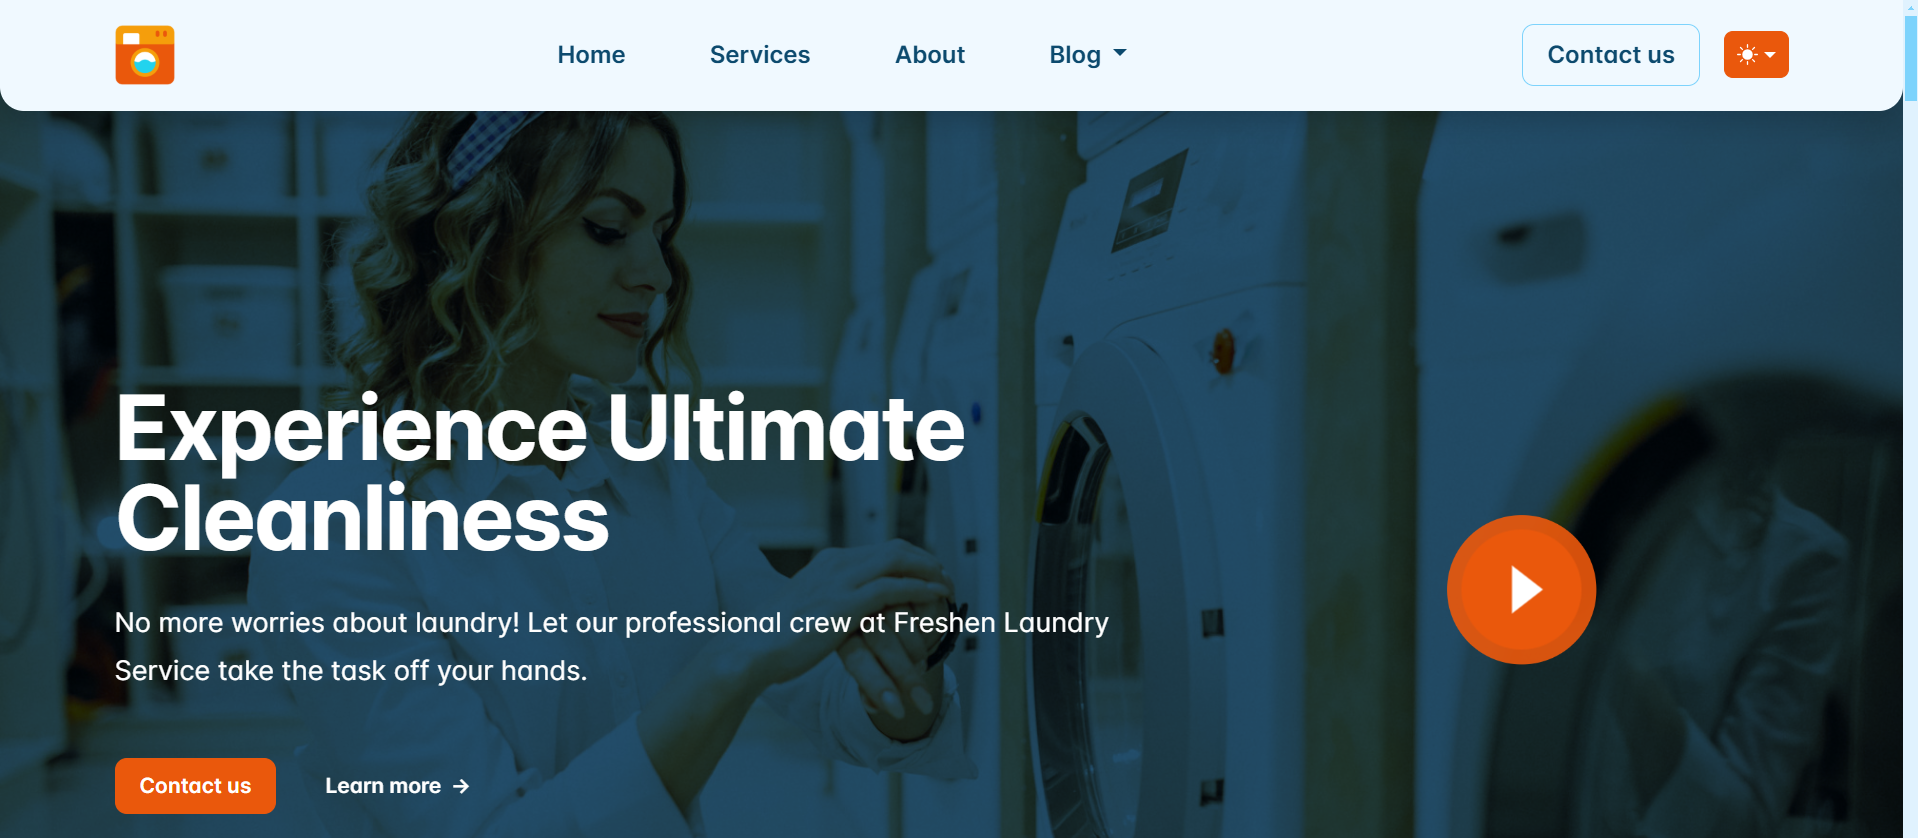 Home Services About Blog Contact us
Experience Ultimate
Cleanliness
No more worries about laundry! Let our professional crew at Freshen Laundry
Service take the task off your hands.
Contact us Learn more →